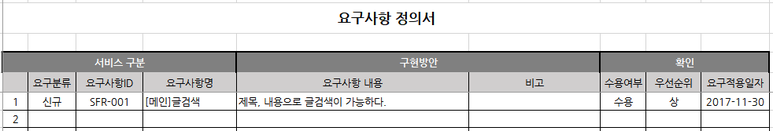 요구사항 정의서
서비스 구분 구현방안 확인
요구분류 요구사항ID 요구사항명 요구사항 내용 비고 수용여부 우선순위 요구적용일자
1 신규 SFR-001 [메인]글검색 제목, 내용으로 글검색이 가능하다. 수용 상 2017-11-30
2